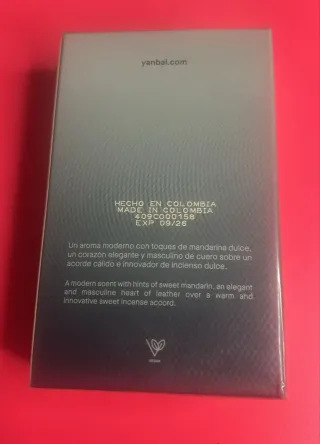 yanbal.com
HECHO EN COLOMBIA
MADE IN COLOMBIA
409C000158
EXP 09/26
Un aroma moderno con toques de mandarina dulce,
un corazón elegante y masculino de cuero sobre un
acorde cálido e innovador de incienso dulce.
A modern scent with hints of sweet mandarin, an elegant
and masculine heart of leather over a warm and
innovative sweet incense accord.
VEGAN